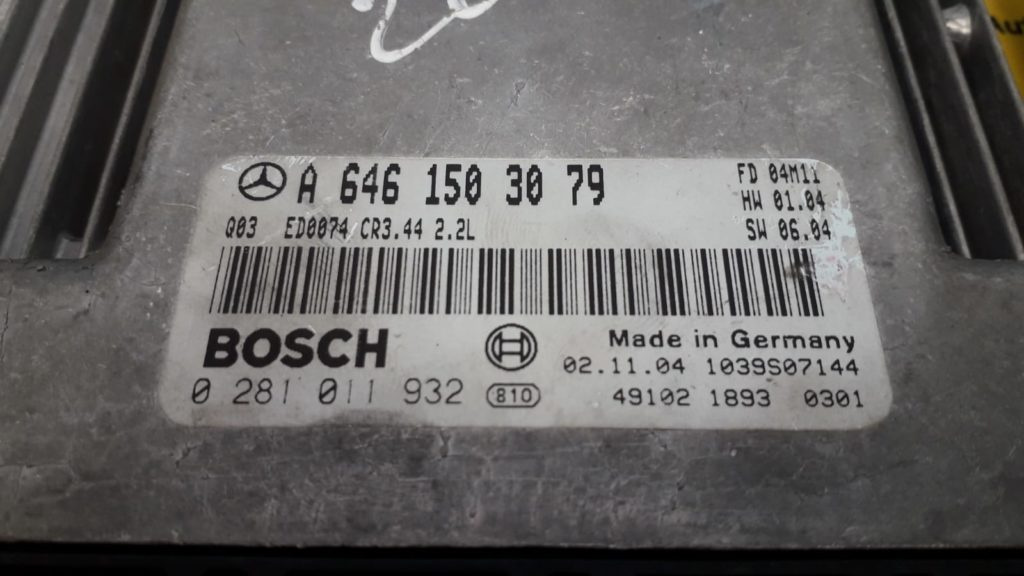 A 646 150 30 79
FD 04M11
HW 01.04
Q03 ED0074 CR3.44 2.2L
SW 06.04
BOSCH
Made in Germany
02.11.04 1039S07144
0 281 011 932
810
49102 1893 0301